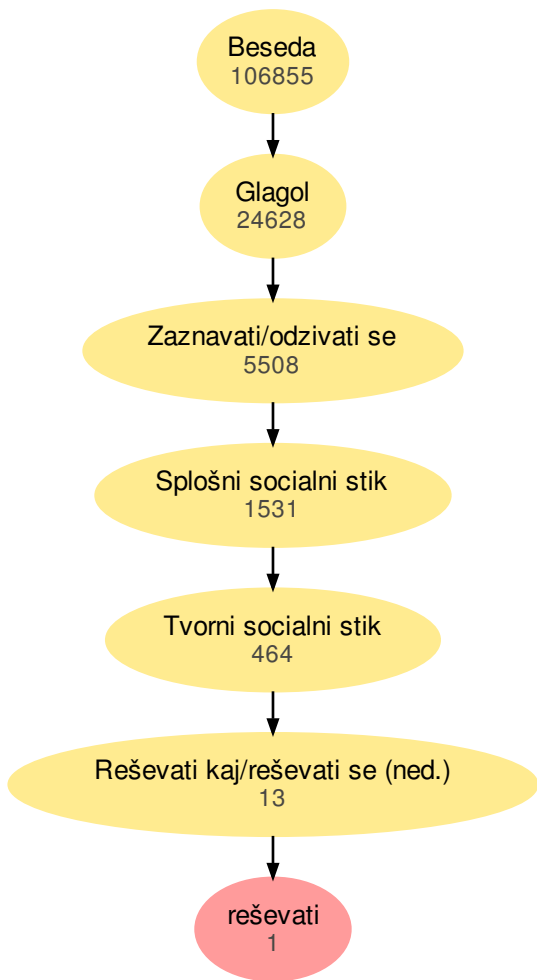 Beseda
106855
Glagol
24628
Zaznavati/odzivati se
5508
Splošni socialni stik
1531
Tvorni socialni stik
464
Reševati kaj/reševati se (ned.)
13
reševati
1